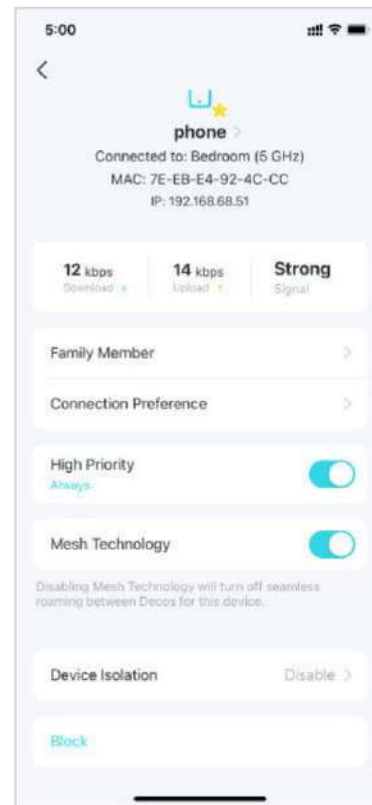 5:00
phone
Connected to: Bedroom (5 GHz)
MAC: 7E-EB-E4-92-4C-CC
IP: 192.168.68.51
12 kbps 14 kbps Strong
Download Upload Signal
Family Member
Connection Preference
High Priority
Always
Mesh Technology
Disabling Mesh Technology will turn off seamless
roaming between Decos for this device.
Device Isolation Disable
Block